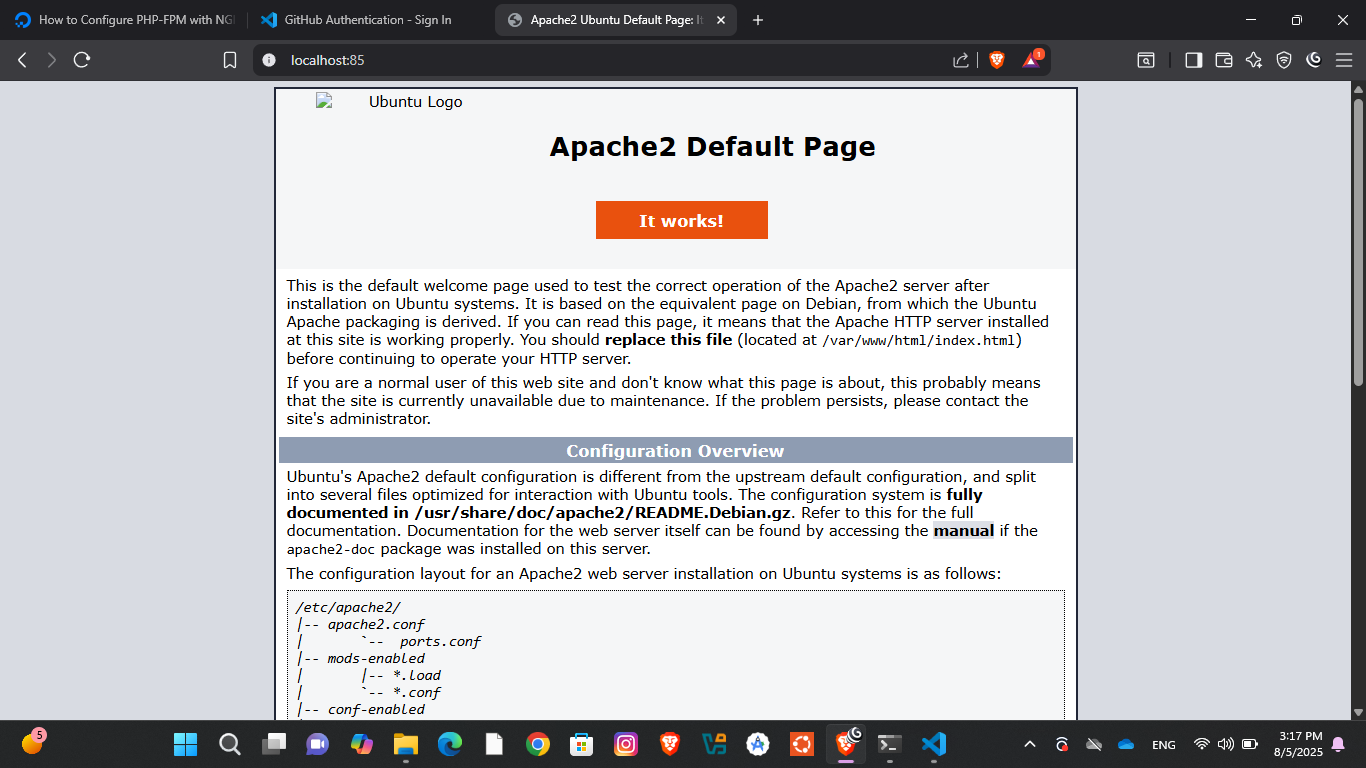 How to Configure PHP-FPM with NG
GitHub Authentication - Sign In
Apache2 Ubuntu Default Page: It
localhost:85
1
Ubuntu Logo
Apache2 Default Page
It works!
This is the default welcome page used to test the correct operation of the Apache2 server after
installation on Ubuntu systems. It is based on the equivalent page on Debian, from which the Ubuntu
Apache packaging is derived. If you can read this page, it means that the Apache HTTP server installed
at this site is working properly. You should replace this file (located at /var/www/html/index.html)
before continuing to operate your HTTP server.
If you are a normal user of this web site and don't know what this page is about, this probably means
that the site is currently unavailable due to maintenance. If the problem persists, please contact the
site's administrator.
Configuration Overview
Ubuntu's Apache2 default configuration is different from the upstream default configuration, and split
into several files optimized for interaction with Ubuntu tools. The configuration system is fully
documented in /usr/share/doc/apache2/README.Debian.gz. Refer to this for the full
documentation. Documentation for the web server itself can be found by accessing the manual if the
apache2-doc package was installed on this server.
The configuration layout for an Apache2 web server installation on Ubuntu systems is as follows:
/etc/apache2/
|-- apache2.conf
|       `--  ports.conf
|-- mods-enabled
|       |-- *.load
|       `-- *.conf
|-- conf-enabled
5
ENG
3:17 PM
8/5/2025